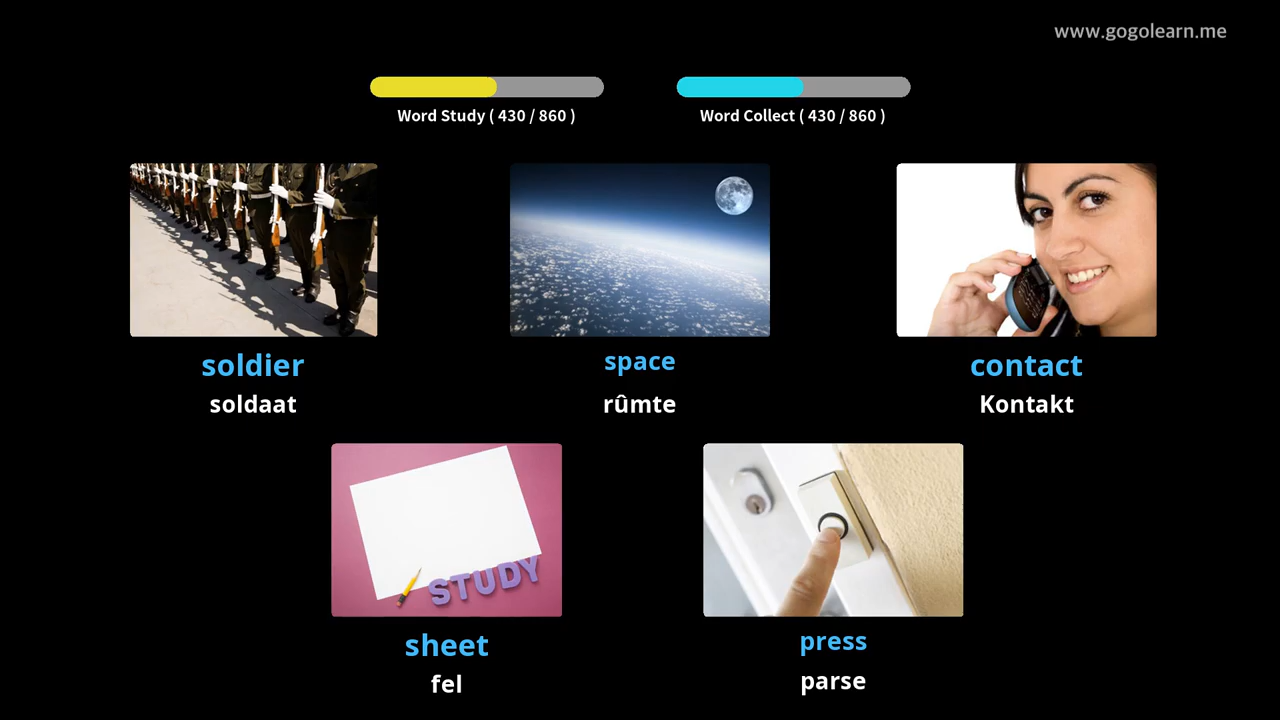 www.gogolearn.me
Word Study ( 430 / 860 )
Word Collect ( 430 / 860 )
soldier
soldaat
space
rûmte
contact
Kontakt
STUDY
sheet
fel
press
parse